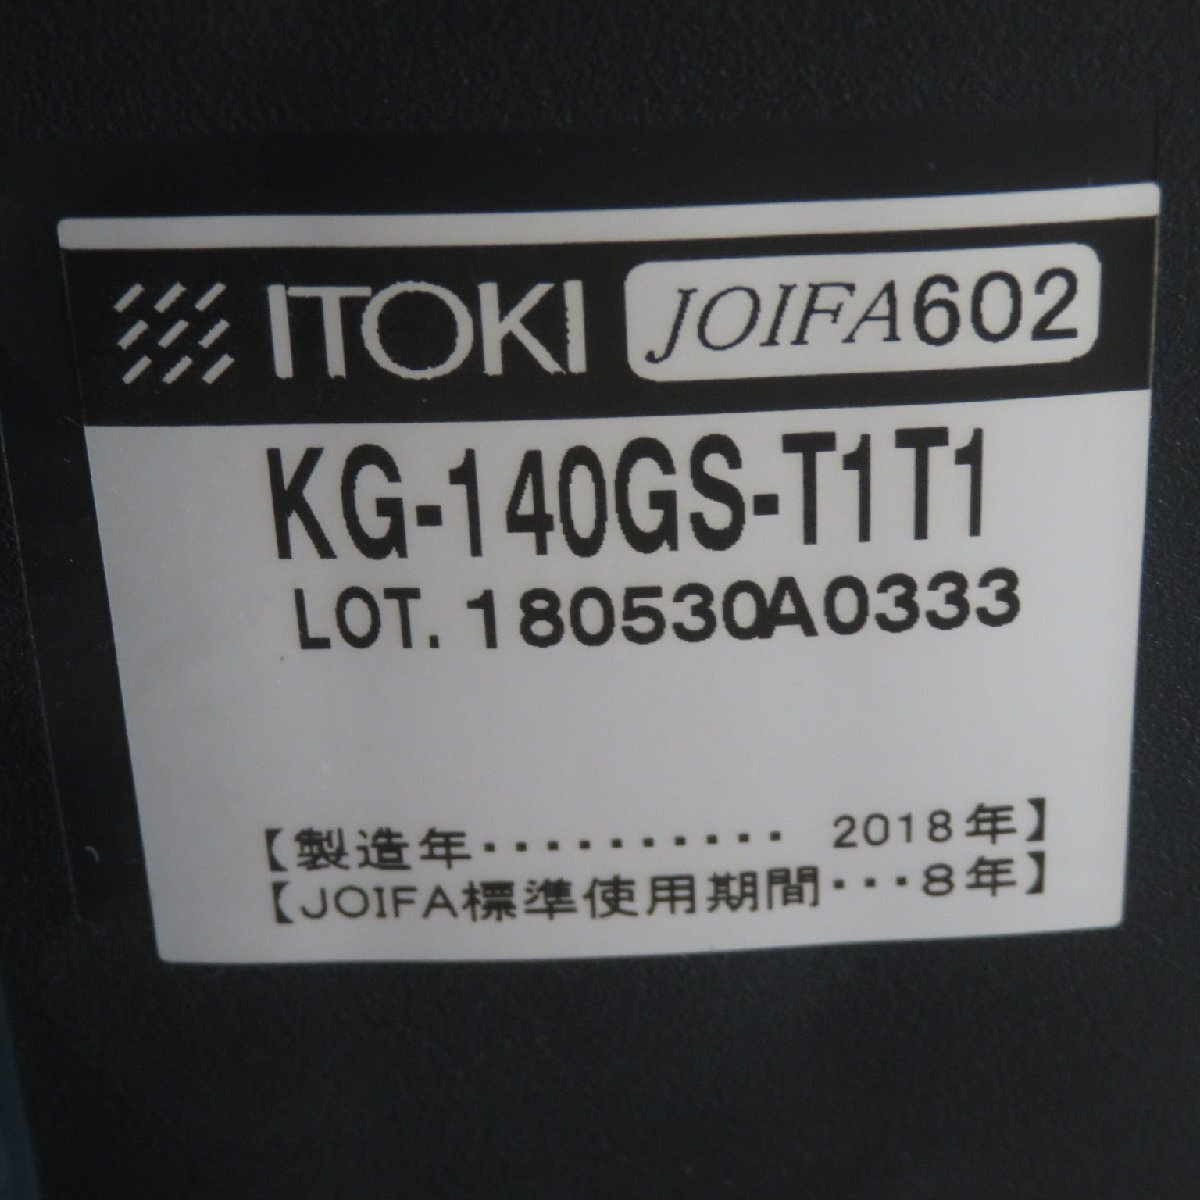 ITOKI JOIFA602
KG-140GS-T1T1
LOT. 180530A0333
【製造年・・・・・・・・・・ 2018年】
【JOIFA標準使用期間・・・8年】